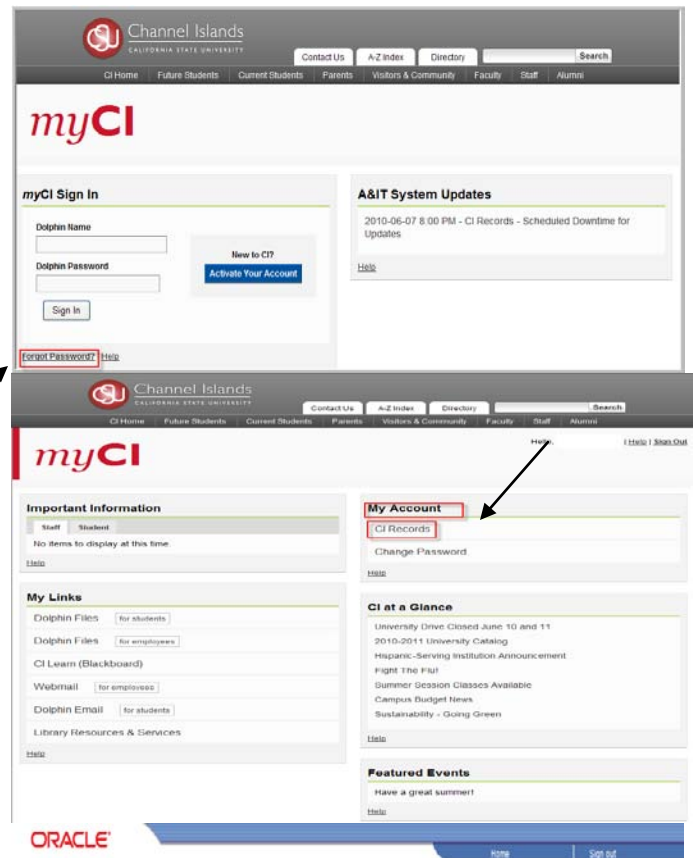 CSU Channel Islands
CALIFORNIA STATE UNIVERSITY
Contact Us A-Z Index Directory Search
CI Home Future Students Current Students Parents Visitors & Community Faculty Staff Alumni
myCI
myCI Sign In
Dolphin Name
Dolphin Password
Sign In
New to CI?
Activate Your Account
Forgot Password? Help
A&IT System Updates
2010-06-07 8:00 PM - CI Records - Scheduled Downtime for
Updates
Help
CSU Channel Islands
CALIFORNIA STATE UNIVERSITY
Contact Us A-Z Index Directory Search
CI Home Future Students Current Students Parents Visitors & Community Faculty Staff Alumni
myCI
Hello, | Help | Sign Out
Important Information
Staff Student
No items to display at this time.
Help
My Links
Dolphin Files for students
Dolphin Files for employees
CI Learn (Blackboard)
Webmail for employees
Dolphin Email for students
Library Resources & Services
Help
My Account
CI Records
Change Password
Help
CI at a Glance
University Drive Closed June 10 and 11
2010-2011 University Catalog
Hispanic-Serving Institution Announcement
Fight The Flu!
Summer Session Classes Available
Campus Budget News
Sustainability - Going Green
Help
Featured Events
Have a great summer!
Help
ORACLE
Home Sign out